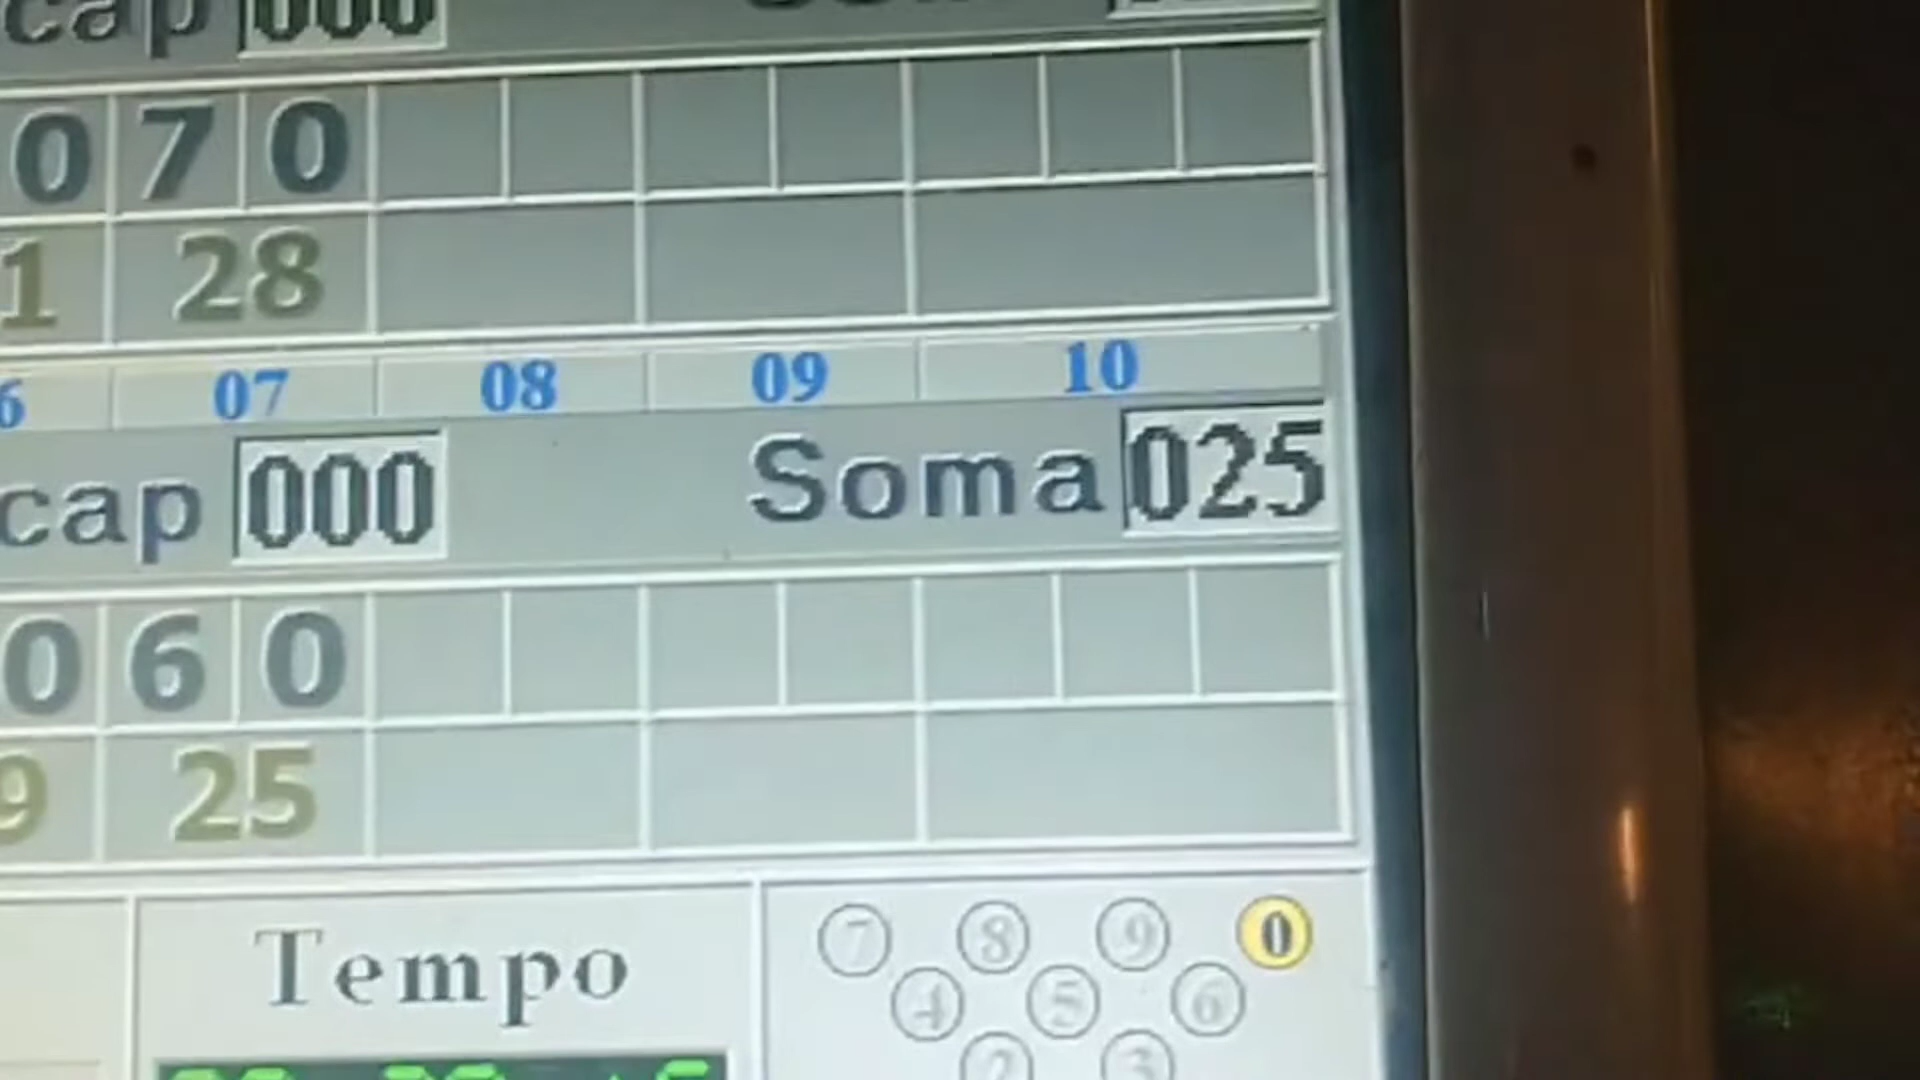 cap 000
0 7 0
1 28
6 07 08 09 10
cap 000 Soma 025
0 6 0
9 25
Tempo
7 8 9 0
4 5 6
2 3